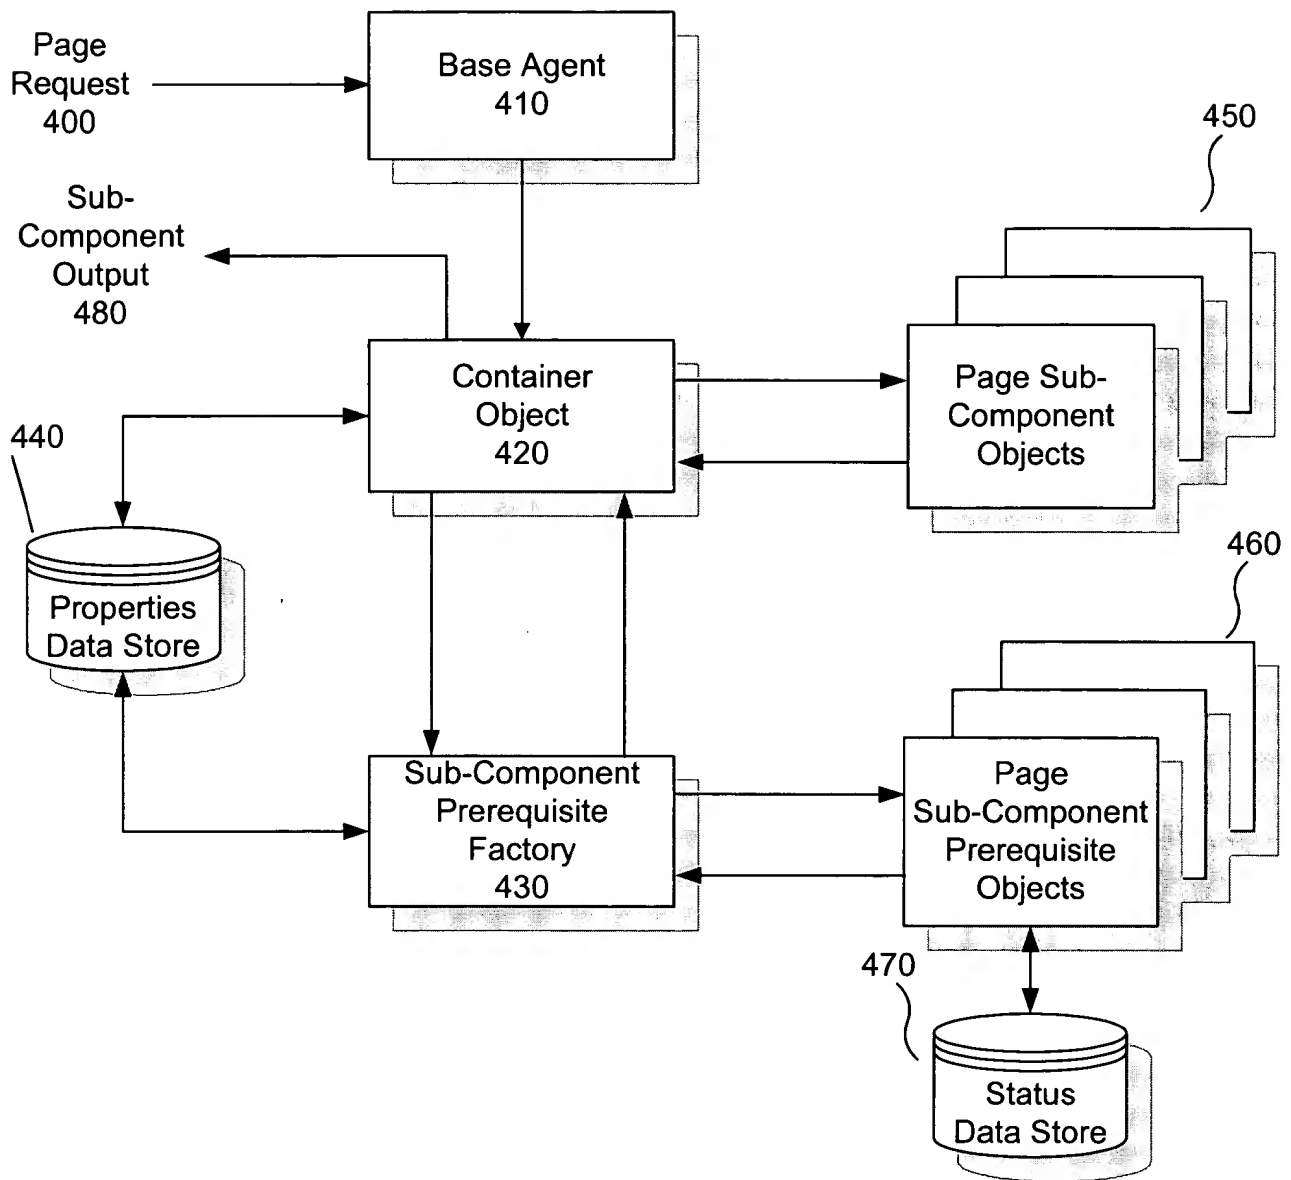 Page
Request
400
Base Agent
410
450
Sub-
Component
Output
480
Container
Object
420
Page Sub-
Component
Objects
440
Properties
Data Store
460
Sub-Component
Prerequisite
Factory
430
Page
Sub-Component
Prerequisite
Objects
470
Status
Data Store